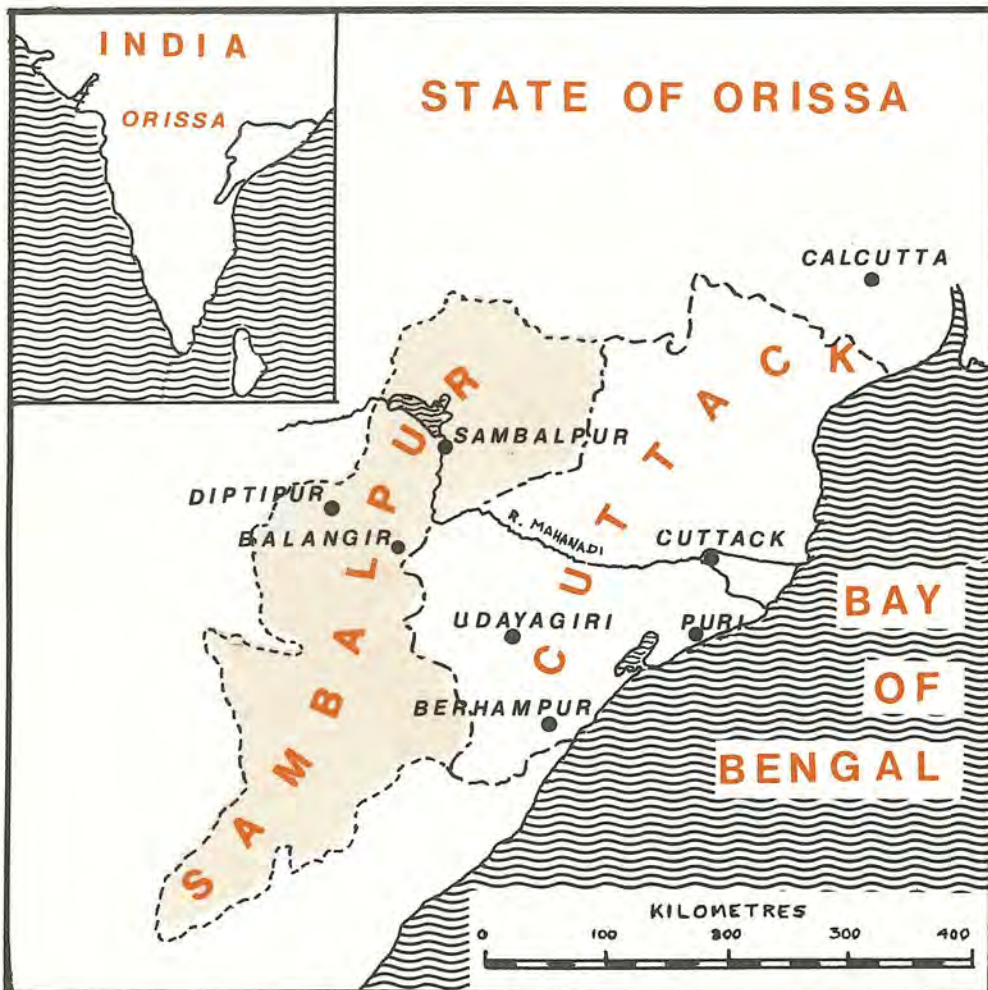 INDIA
ORISSA
STATE OF ORISSA
CALCUTTA
CUTTACK
SAMBALPUR
SAMBALPUR
DIPTIPUR
BALANGIR
R. MAHANADI
CUTTACK
UDAYAGIRI
PURI
BERHAMPUR
BAY
OF
BENGAL
KILOMETRES
0 100 200 300 400